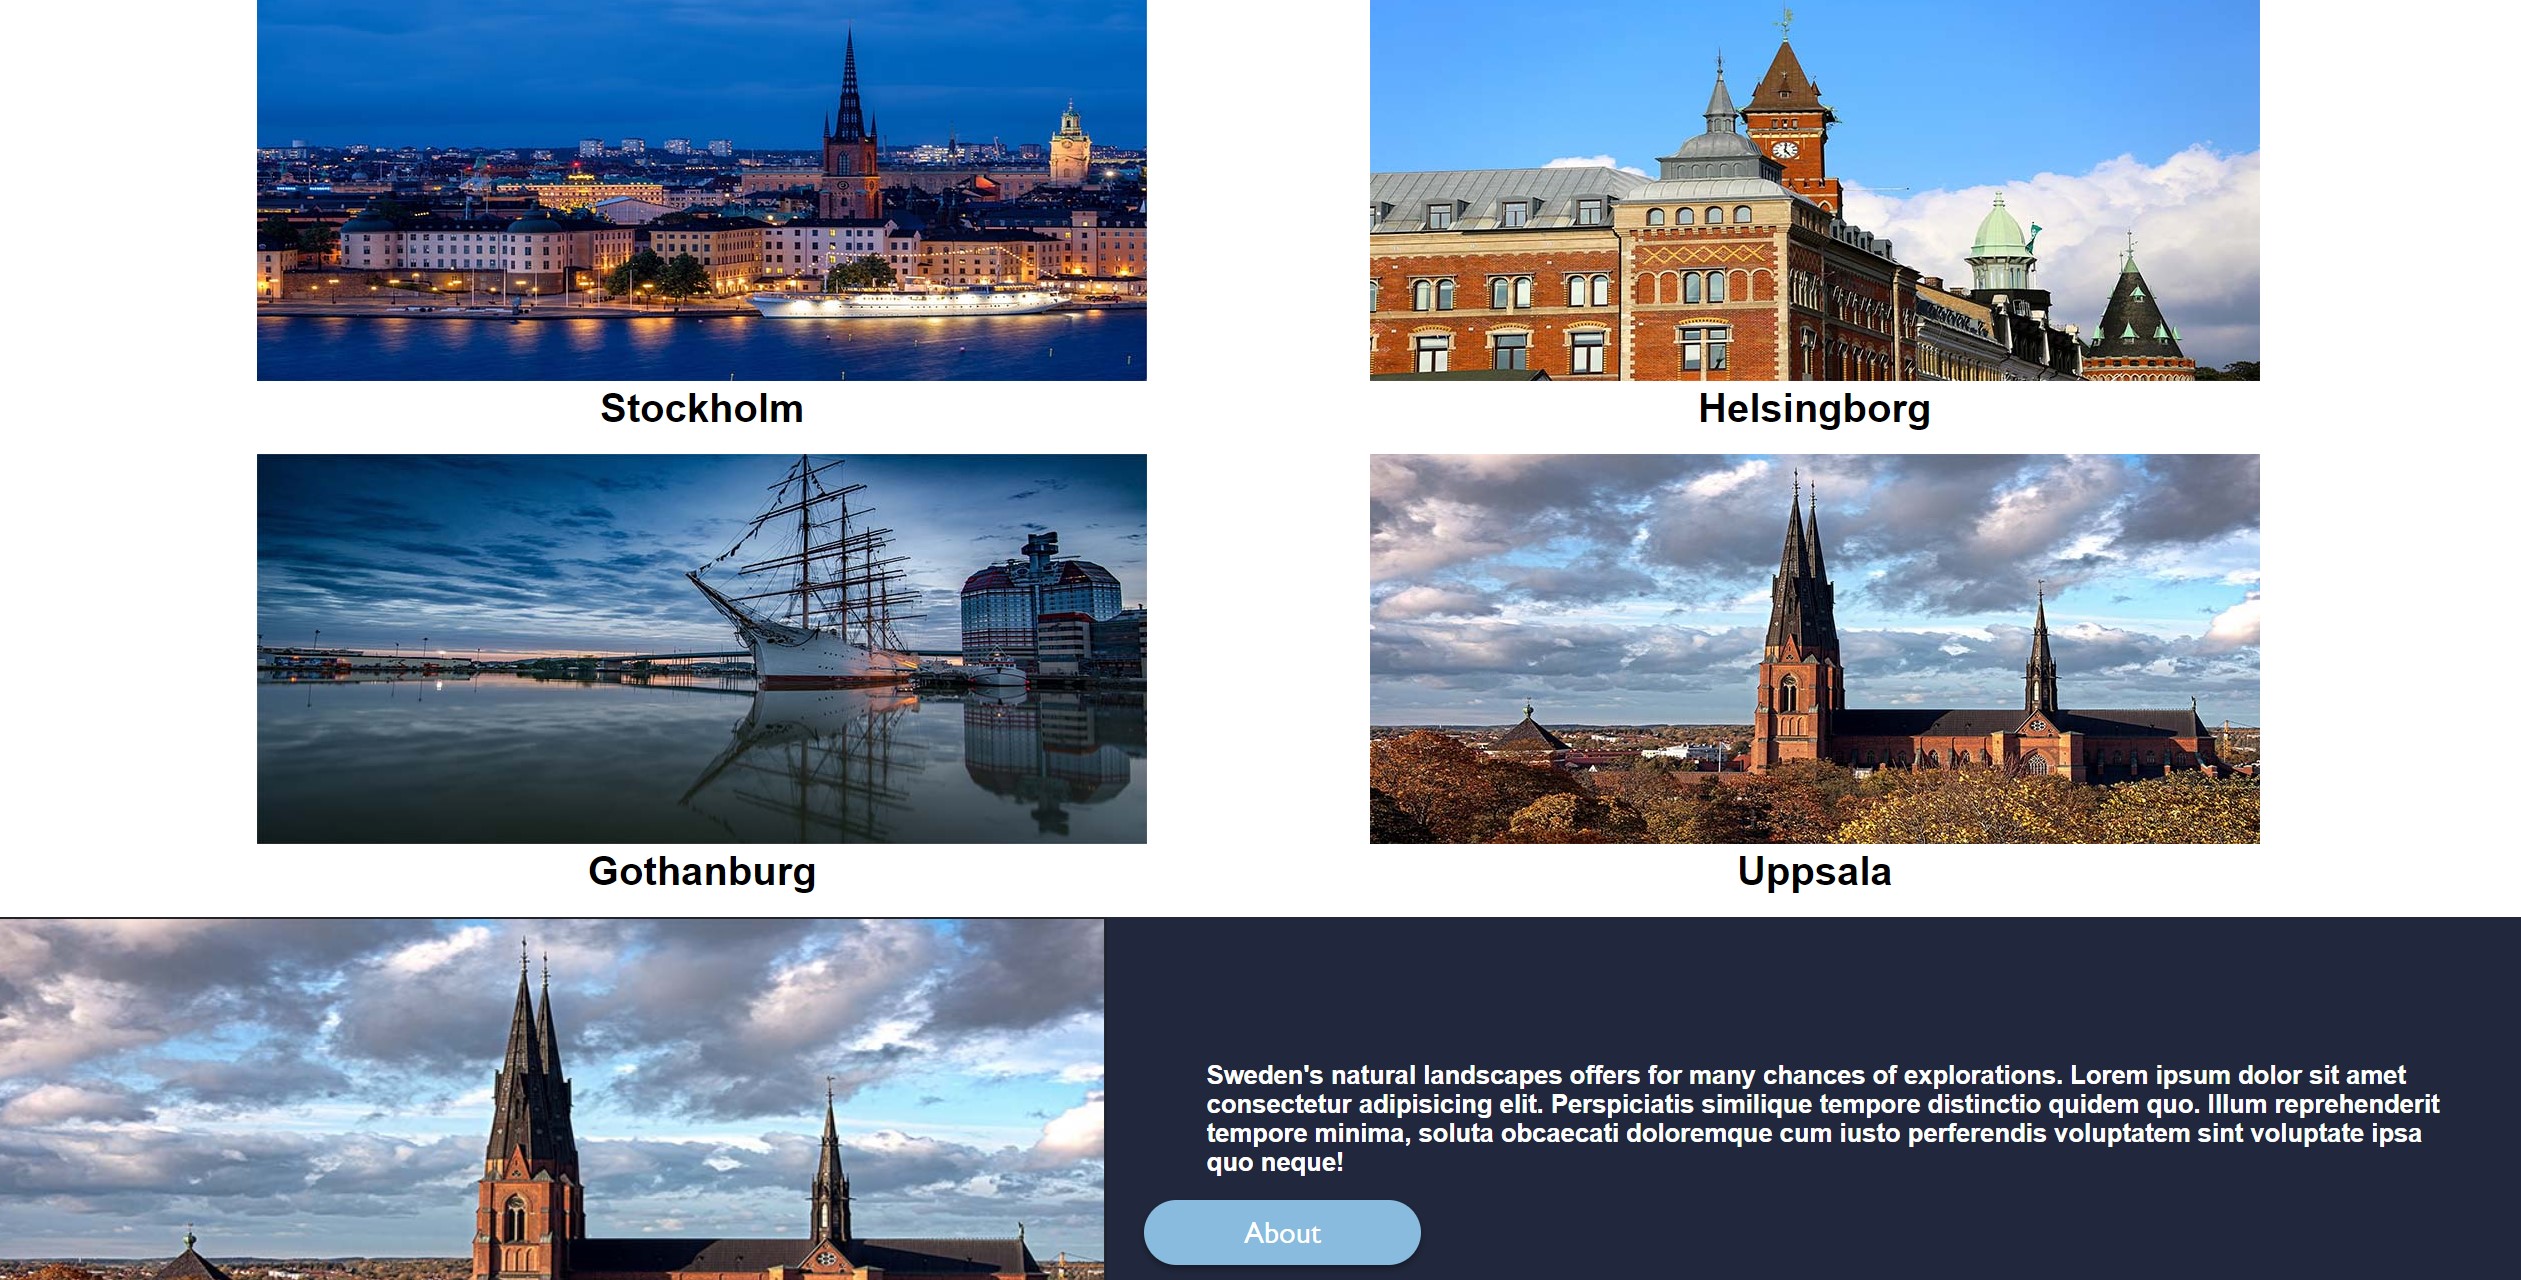 Stockholm
Helsingborg
Gothanburg
Uppsala
Sweden's natural landscapes offers for many chances of explorations. Lorem ipsum dolor sit amet
consectetur adipisicing elit. Perspiciatis similique tempore distinctio quidem quo. Illum reprehenderit
tempore minima, soluta obcaecati doloremque cum iusto perferendis voluptatem sint voluptate ipsa
quo neque!
About